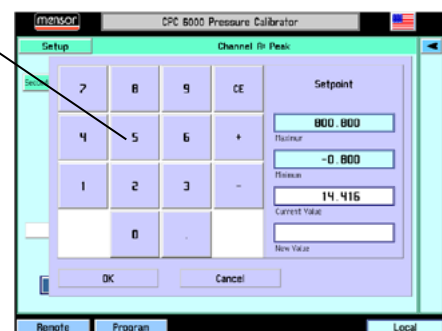 mensor CPC 6000 Pressure Calibrator
Setup Channel A: Peak
7 8 9 CE Setpoint
800.800
4 5 6 + Maximum
-0.800
Minimum
1 2 3 - 14.416
Current Value
0 .
New Value
OK Cancel
Remote Program Local